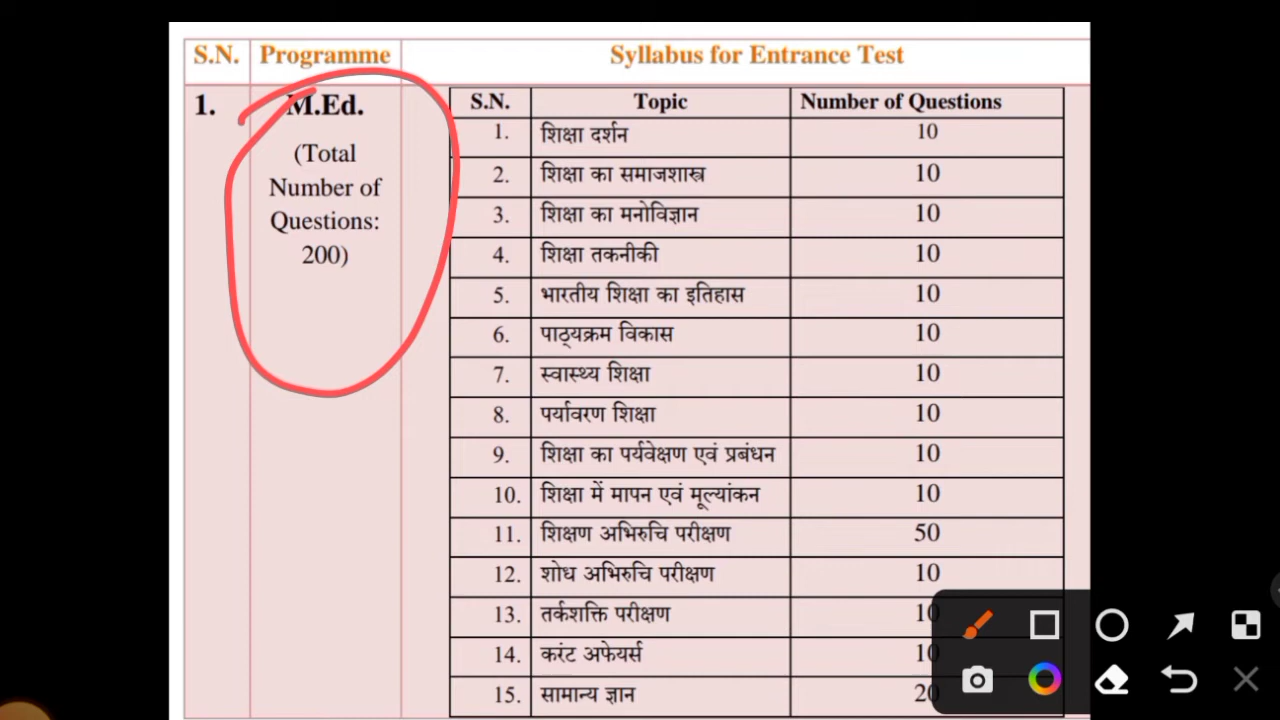 S.N. Programme Syllabus for Entrance Test
1. M.Ed.
(Total
Number of
Questions:
200)
S.N. Topic Number of Questions
1. शिक्षा दर्शन 10
2. शिक्षा का समाजशास्त्र 10
3. शिक्षा का मनोविज्ञान 10
4. शिक्षा तकनीकी 10
5. भारतीय शिक्षा का इतिहास 10
6. पाठ्यक्रम विकास 10
7. स्वास्थ्य शिक्षा 10
8. पर्यावरण शिक्षा 10
9. शिक्षा का पर्यवेक्षण एवं प्रबंधन 10
10. शिक्षा में मापन एवं मूल्यांकन 10
11. शिक्षण अभिरुचि परीक्षण 50
12. शोध अभिरुचि परीक्षण 10
13. तर्कशक्ति परीक्षण 10
14. करंट अफेयर्स 10
15. सामान्य ज्ञान 20